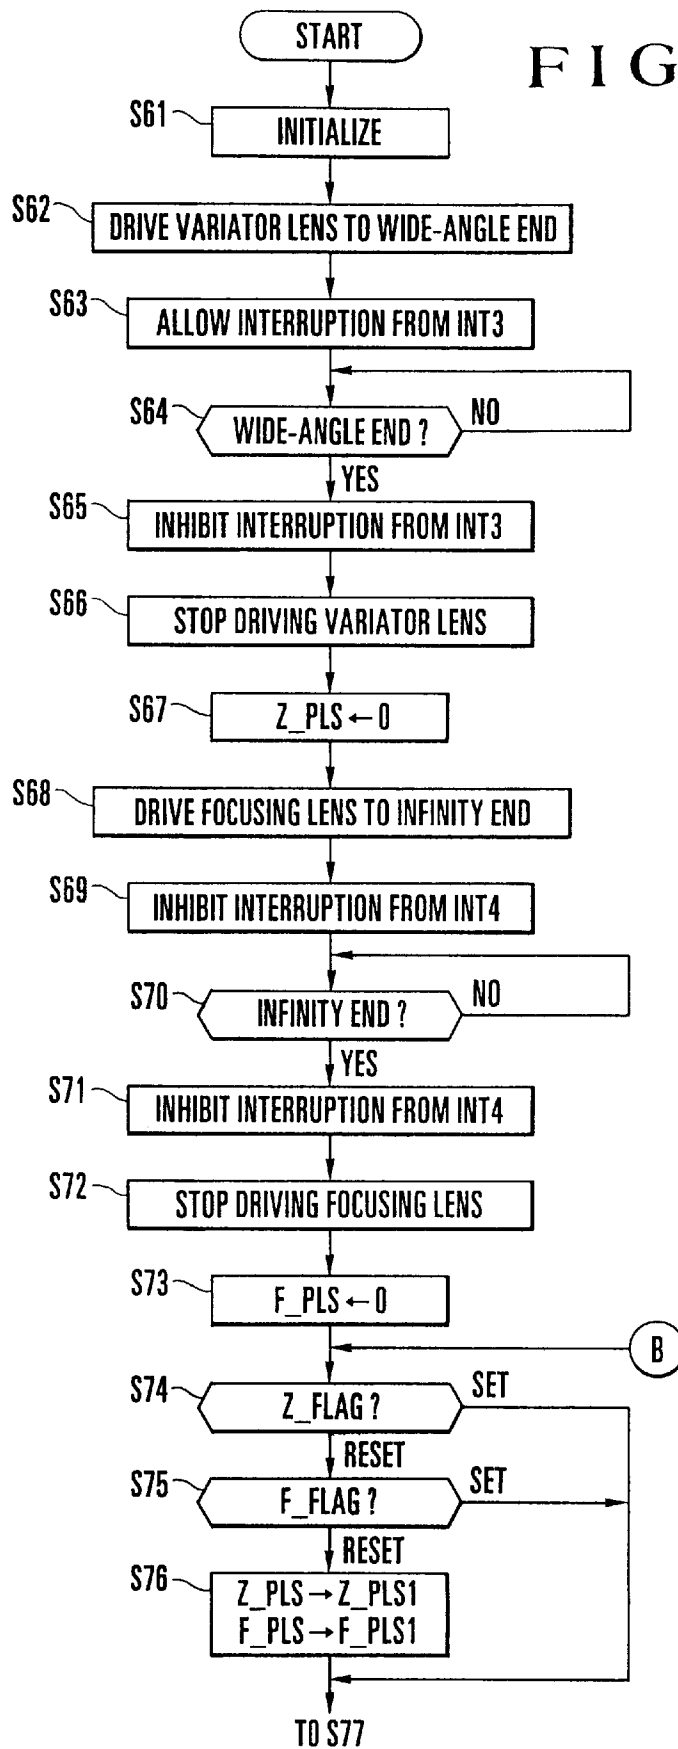 START
FIG
S61
INITIALIZE
S62
DRIVE VARIATOR LENS TO WIDE-ANGLE END
S63
ALLOW INTERRUPTION FROM INT3
S64
WIDE-ANGLE END ?
NO
YES
S65
INHIBIT INTERRUPTION FROM INT3
S66
STOP DRIVING VARIATOR LENS
S67
Z_PLS ← 0
S68
DRIVE FOCUSING LENS TO INFINITY END
S69
INHIBIT INTERRUPTION FROM INT4
S70
INFINITY END ?
NO
YES
S71
INHIBIT INTERRUPTION FROM INT4
S72
STOP DRIVING FOCUSING LENS
S73
F_PLS ← 0
B
S74
Z_FLAG ?
SET
RESET
S75
F_FLAG ?
SET
RESET
S76
Z_PLS → Z_PLS1
F_PLS → F_PLS1
TO S77